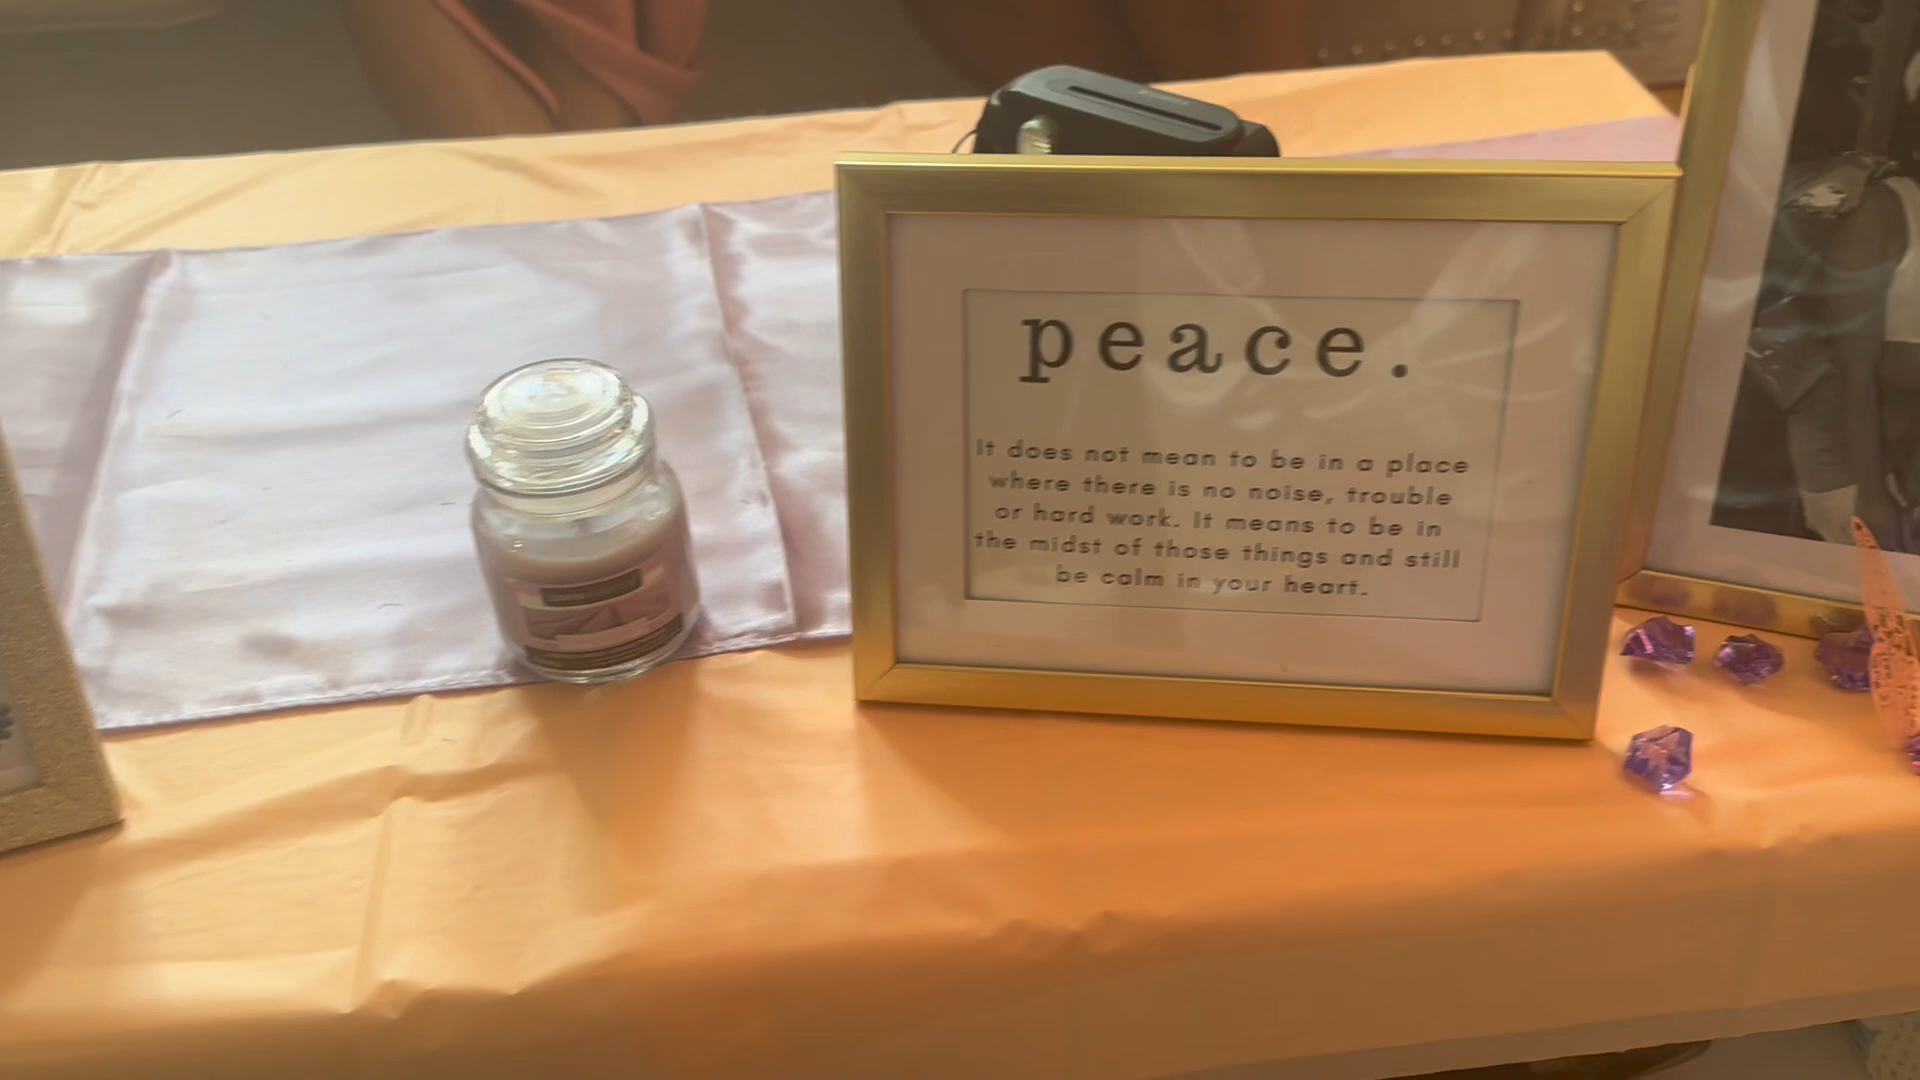 peace.
It does not mean to be in a place
where there is no noise, trouble
or hard work. It means to be in
the midst of those things and still
be calm in your heart.